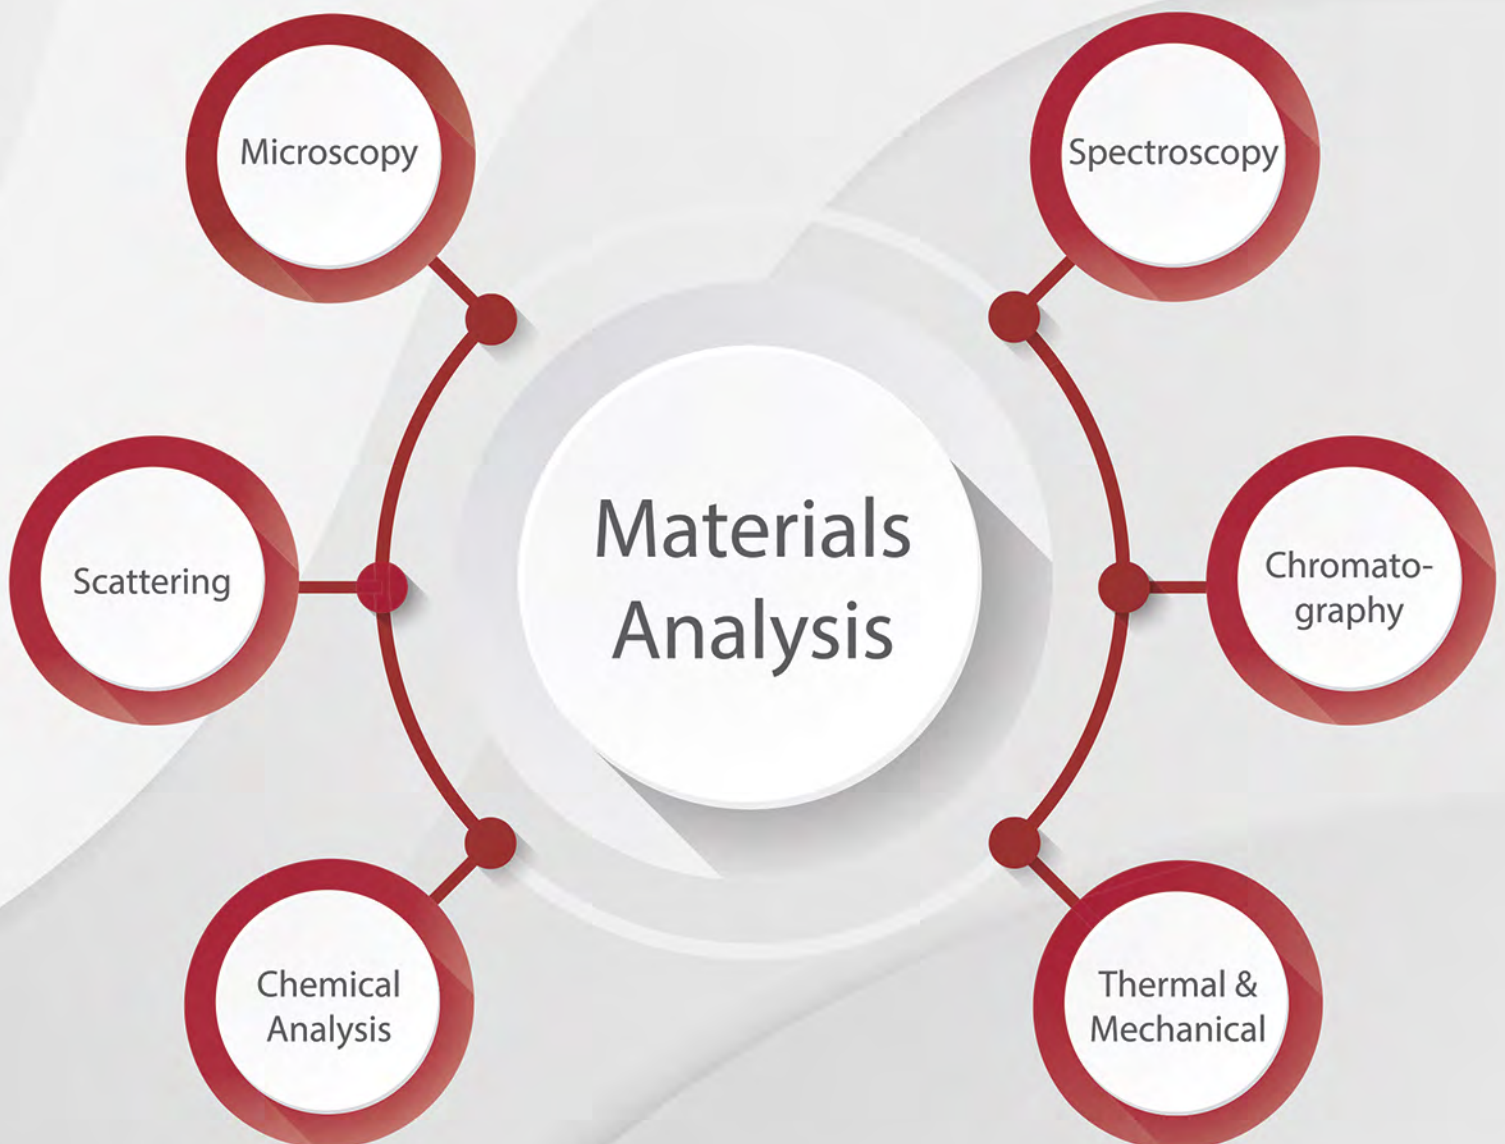 Microscopy
Spectroscopy
Scattering
Materials
Analysis
Chromato-
graphy
Chemical
Analysis
Thermal &
Mechanical